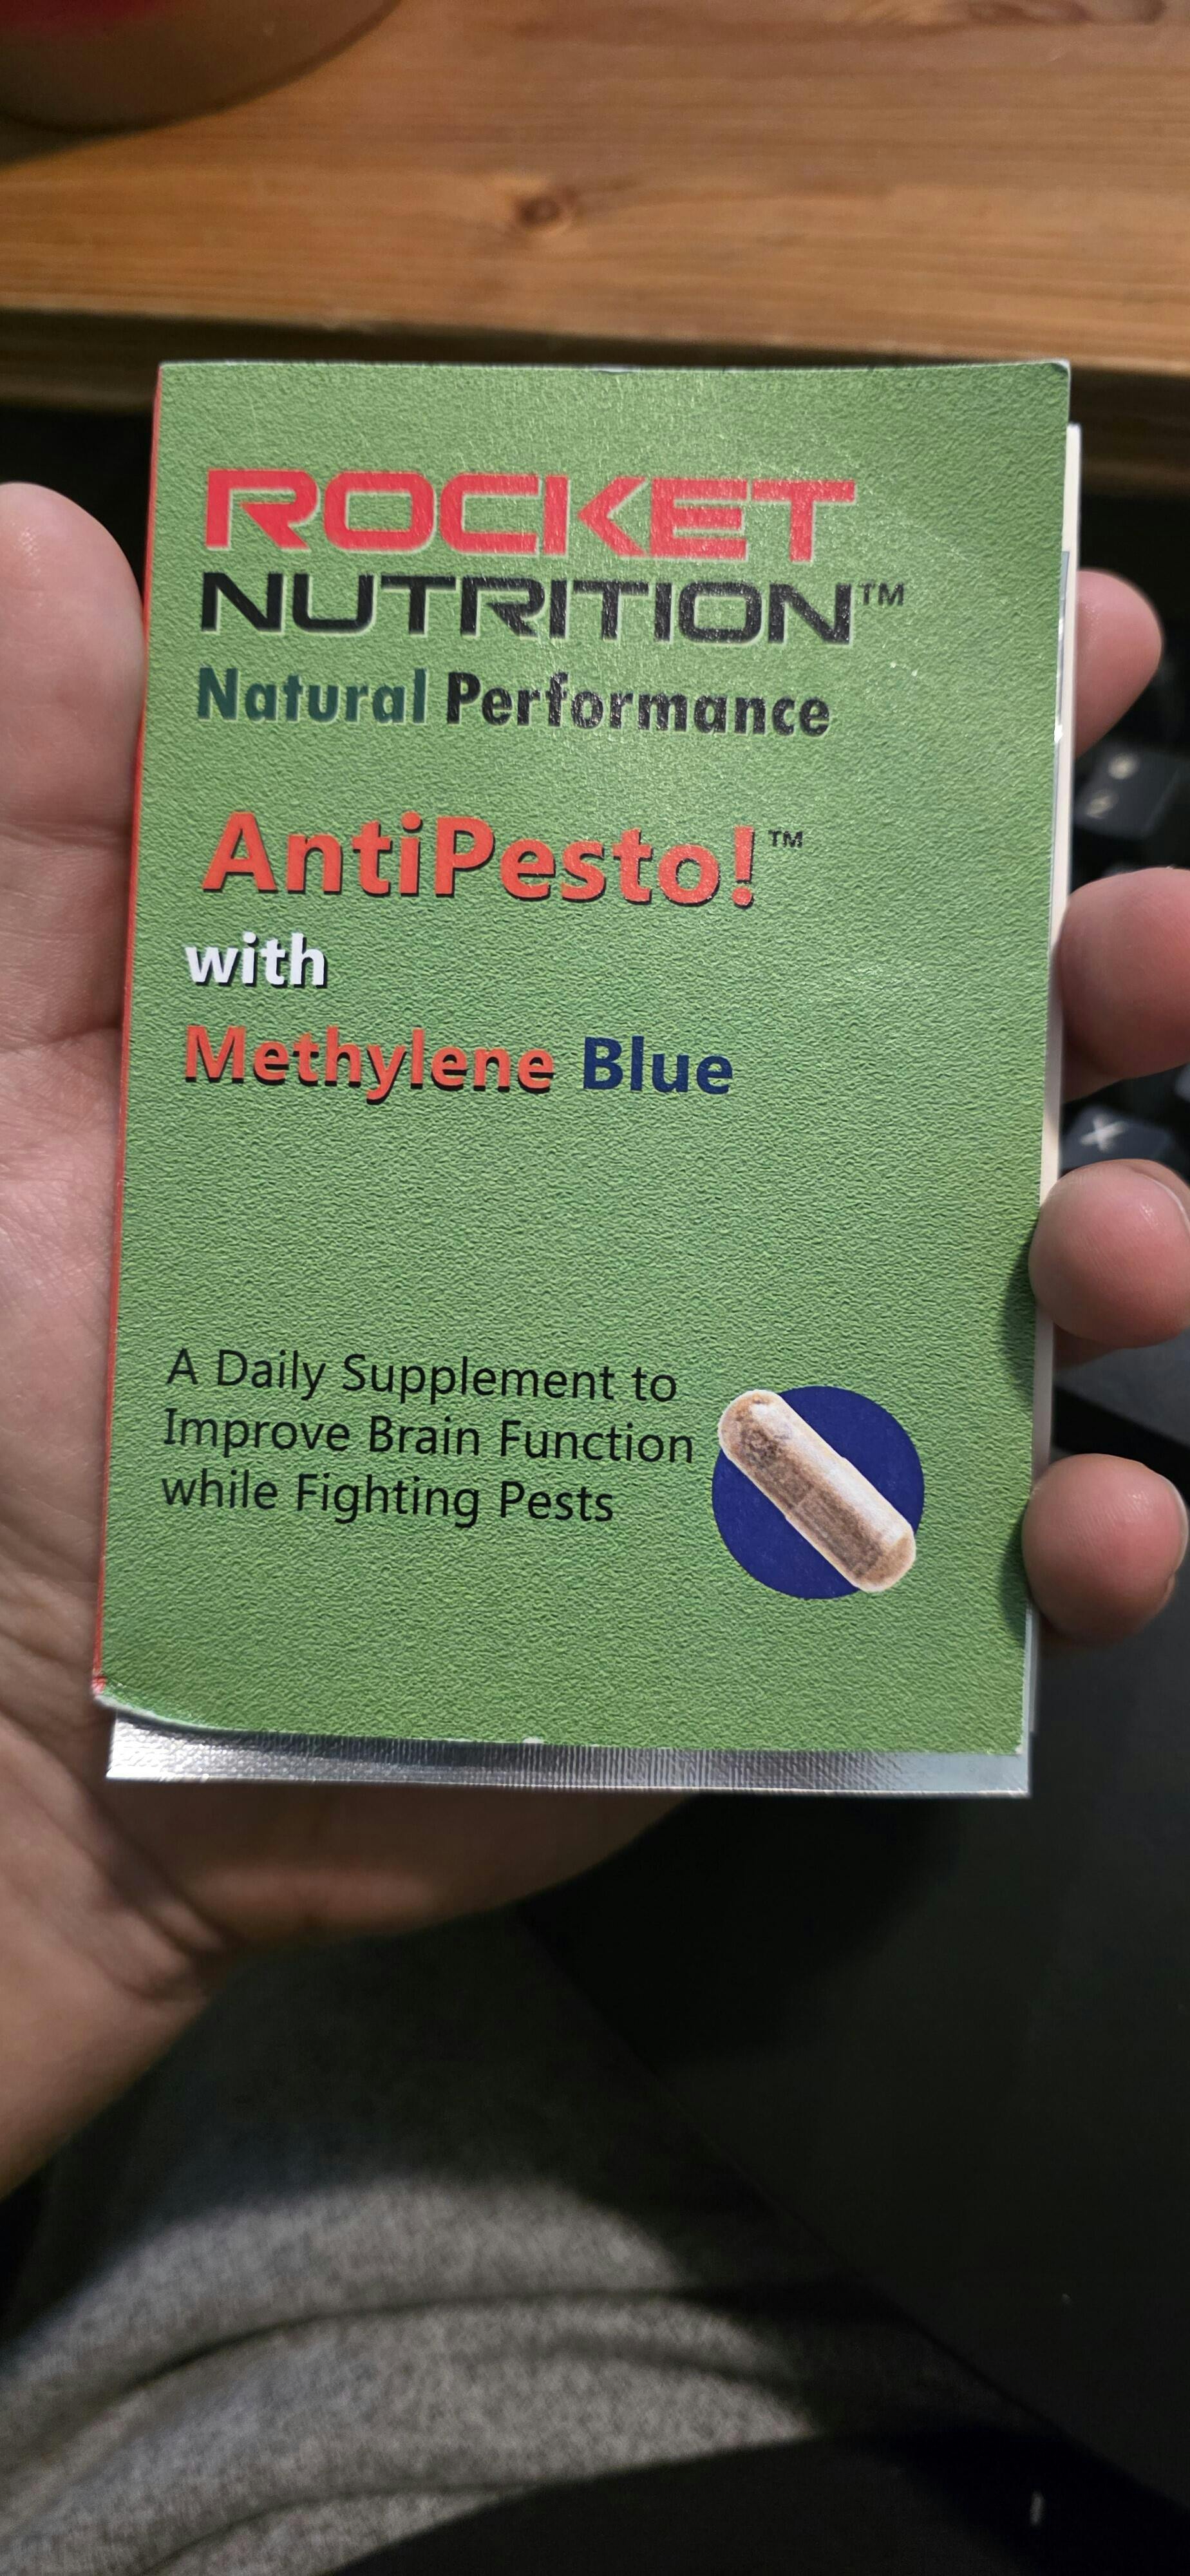 ROCKET
NUTRITION™
Natural Performance
AntiPesto!™
with
Methylene Blue
A Daily Supplement to
Improve Brain Function
while Fighting Pests
X